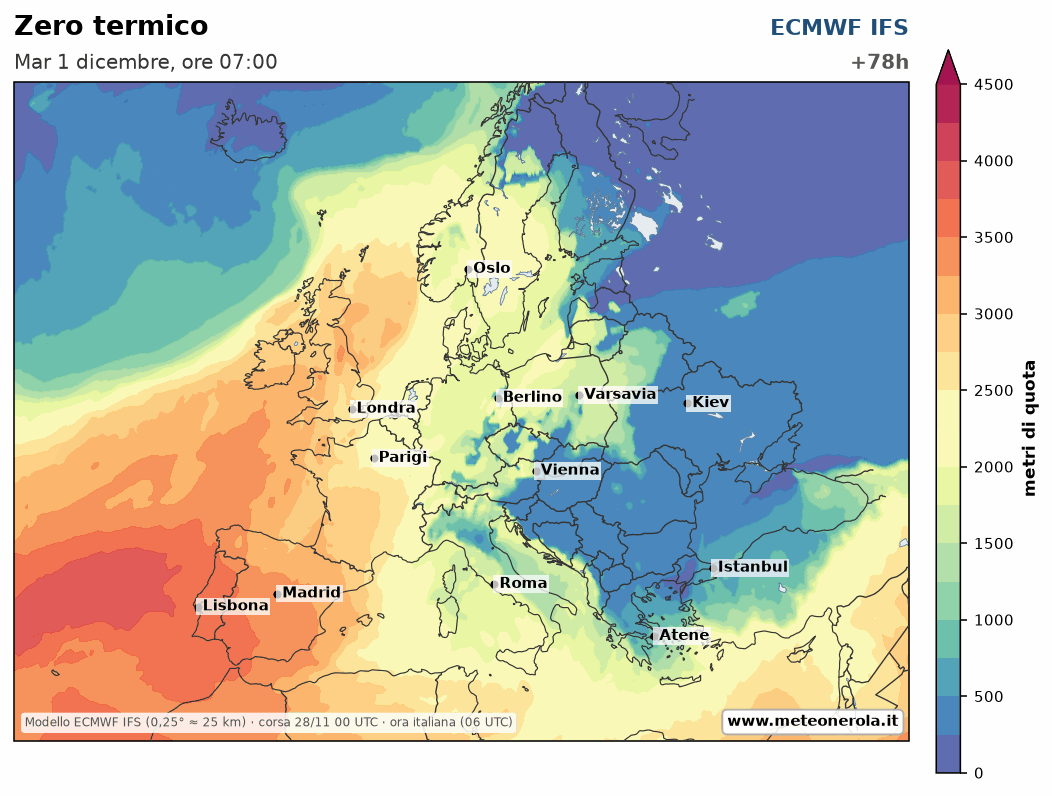 Zero termico
ECMWF IFS
Mar 1 dicembre, ore 07:00
+78h
4500
4000
3500
3000
2500
2000
1500
1000
500
0
metri di quota
Oslo
Berlino
Varsavia
Kiev
Londra
Parigi
Vienna
Istanbul
Roma
Madrid
Lisbona
Atene
Modello ECMWF IFS (0,25° ≈ 25 km) · corsa 28/11 00 UTC · ora italiana (06 UTC)
www.meteonerola.it